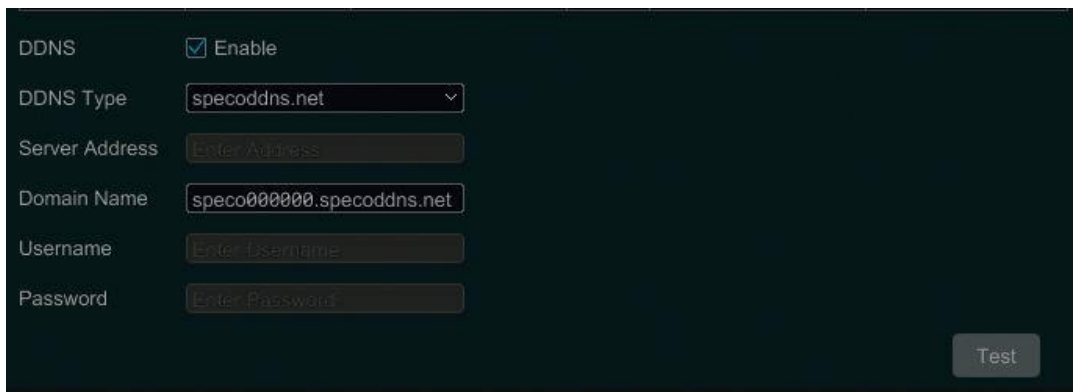 DDNS Enable
DDNS Type specoddns.net
Server Address Enter Address
Domain Name speco000000.specoddns.net
Username Enter Username
Password Enter Password
Test